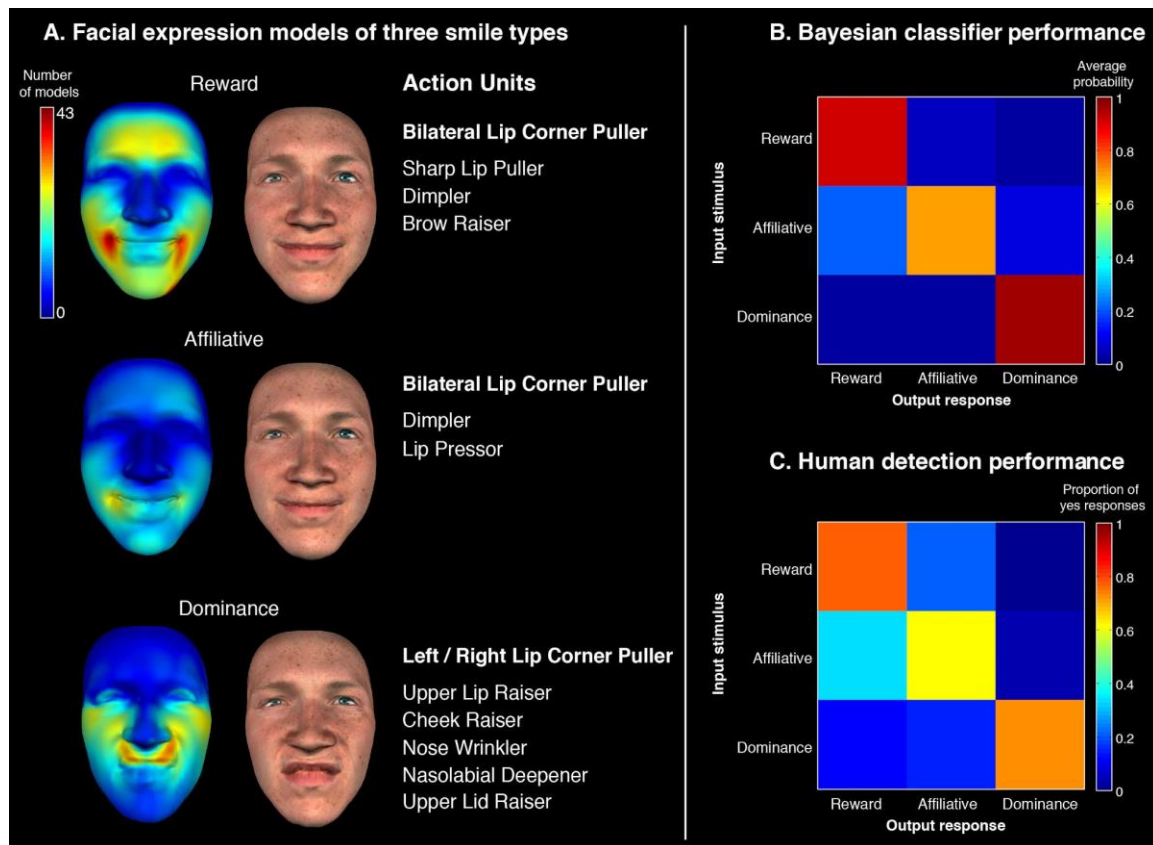 A. Facial expression models of three smile types
Number
of models
43
0
Reward
Action Units
Bilateral Lip Corner Puller
Sharp Lip Puller
Dimpler
Brow Raiser
Affiliative
Bilateral Lip Corner Puller
Dimpler
Lip Pressor
Dominance
Left / Right Lip Corner Puller
Upper Lip Raiser
Cheek Raiser
Nose Wrinkler
Nasolabial Deepener
Upper Lid Raiser
B. Bayesian classifier performance
Average
probability
1
0.8
0.6
0.4
0.2
0
Input stimulus
Reward
Affiliative
Dominance
Reward Affiliative Dominance
Output response
C. Human detection performance
Proportion of
yes responses
1
0.8
0.6
0.4
0.2
0
Input stimulus
Reward
Affiliative
Dominance
Reward Affiliative Dominance
Output response